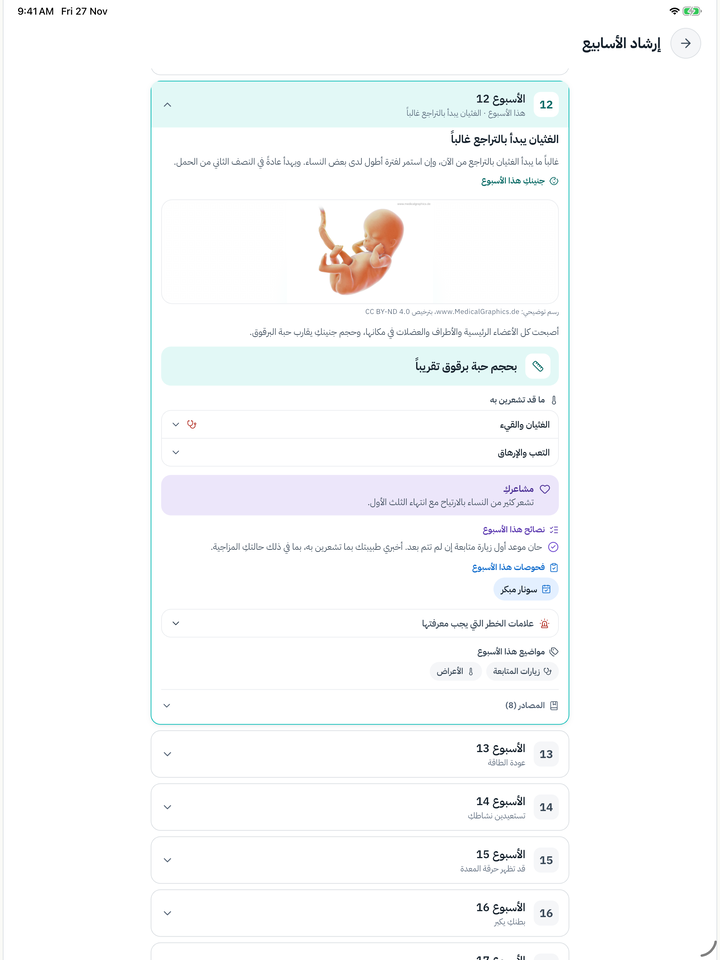 9:41 AM Fri 27 Nov
إرشاد الأسابيع
12
الأسبوع 12
هذا الأسبوع · الغثيان يبدأ بالتراجع غالباً
الغثيان يبدأ بالتراجع غالباً
غالباً ما يبدأ الغثيان بالتراجع من الآن، وإن استمر لفترة أطول لدى بعض النساء. ويهدأ عادةً في النصف الثاني من الحمل.
جنينكِ هذا الأسبوع
رسم توضيحي: www.MedicalGraphics.de، بترخيص CC BY-ND 4.0
أصبحت كل الأعضاء الرئيسية والأطراف والعضلات في مكانها، وحجم جنينكِ يقارب حبة البرقوق.
بحجم حبة برقوق تقريباً
ما قد تشعرين به
الغثيان والقيء
التعب والإرهاق
مشاعركِ
تشعر كثير من النساء بالارتياح مع انتهاء الثلث الأول.
نصائح هذا الأسبوع
حان موعد أول زيارة متابعة إن لم تتم بعد. أخبري طبيبتك بما تشعرين به، بما في ذلك حالتكِ المزاجية.
فحوصات هذا الأسبوع
سونار مبكر
علامات الخطر التي يجب معرفتها
مواضيع هذا الأسبوع
زيارات المتابعة
الأعراض
المصادر (8)
13
الأسبوع 13
عودة الطاقة
14
الأسبوع 14
تستعيدين نشاطكِ
15
الأسبوع 15
قد تظهر حرقة المعدة
16
الأسبوع 16
بطنكِ يكبر
الأسبوع 17